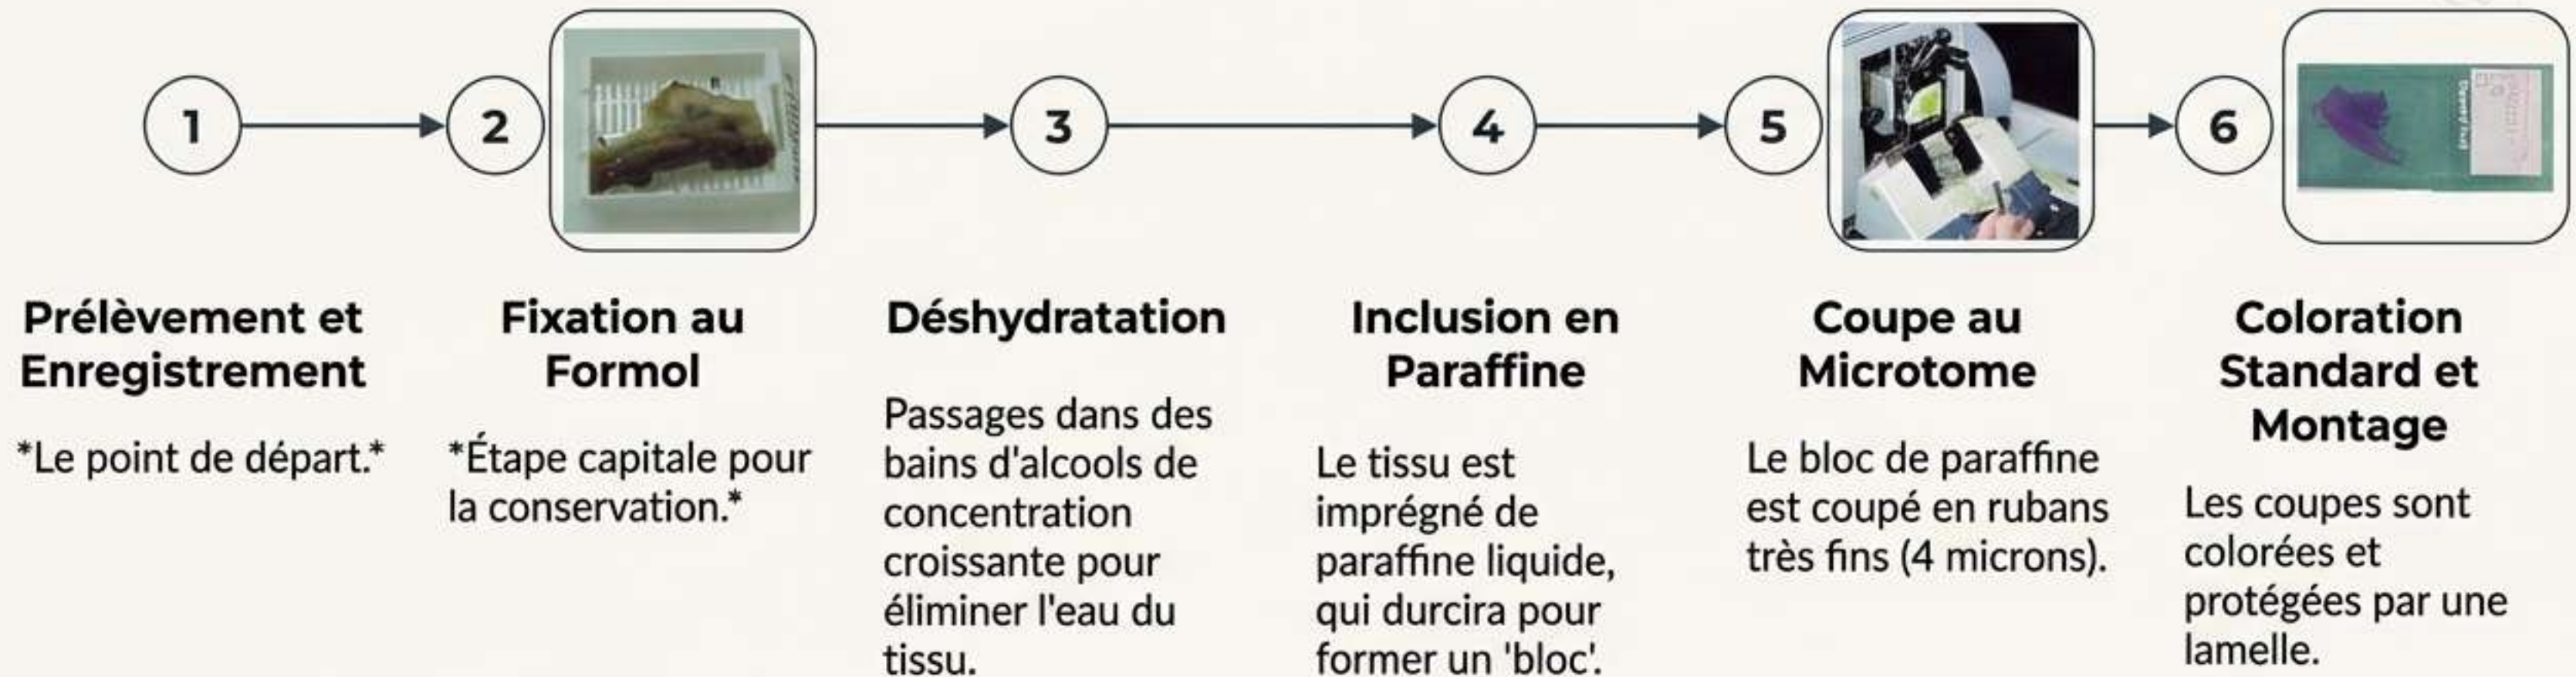 1
2
3
4
5
6
Prélèvement et
Enregistrement
*Le point de départ.*
Fixation au
Formol
*Étape capitale pour
la conservation.*
Déshydratation
Passages dans des
bains d'alcools de
concentration
croissante pour
éliminer l'eau du
tissu.
Inclusion en
Paraffine
Le tissu est
imprégné de
paraffine liquide,
qui durcira pour
former un 'bloc'.
Coupe au
Microtome
Le bloc de paraffine
est coupé en rubans
très fins (4 microns).
Coloration
Standard et
Montage
Les coupes sont
colorées et
protégées par une
lamelle.